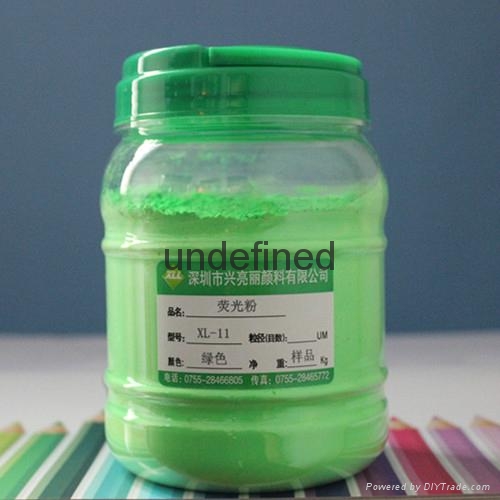 undefined
XLL 深圳市兴亮丽颜料有限公司
品名: 荧光粉
型号: XL-11 粒径(目数): UM
颜色: 绿色 净 重: 样品 Kg
电话: 0755-28466805 传真: 0755-28465772
Powered by DIYTrade.com